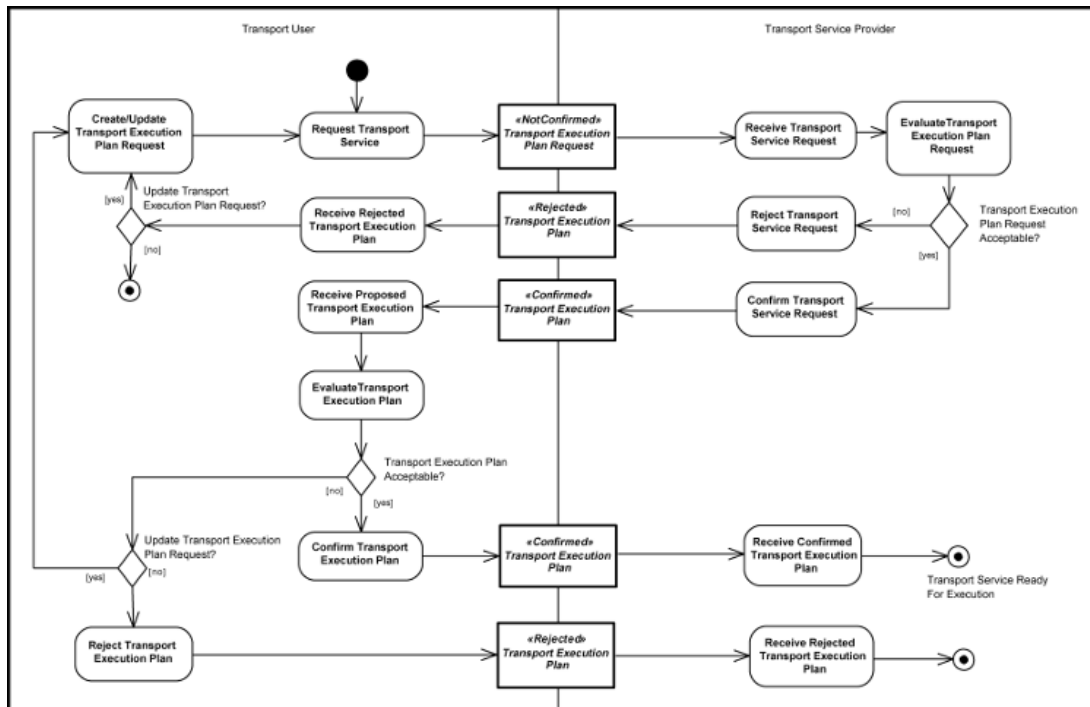 Transport User
Transport Service Provider
Create/Update
Transport Execution
Plan Request
Request Transport
Service
«NotConfirmed»
Transport Execution
Plan Request
Receive Transport
Service Request
EvaluateTransport
Execution Plan
Request
Update Transport
Execution Plan Request?
[yes]
[no]
Receive Rejected
Transport Execution
Plan
«Rejected»
Transport Execution
Plan
Reject Transport
Service Request
[no]
Transport Execution
Plan Request
Acceptable?
[yes]
Receive Proposed
Transport Execution
Plan
«Confirmed»
Transport Execution
Plan
Confirm Transport
Service Request
EvaluateTransport
Execution Plan
Transport Execution Plan
Acceptable?
[no]
[yes]
Update Transport Execution
Plan Request?
[yes]
[no]
Confirm Transport
Execution Plan
«Confirmed»
Transport Execution
Plan
Receive Confirmed
Transport Execution
Plan
Transport Service Ready
For Execution
Reject Transport
Execution Plan
«Rejected»
Transport Execution
Plan
Receive Rejected
Transport Execution
Plan